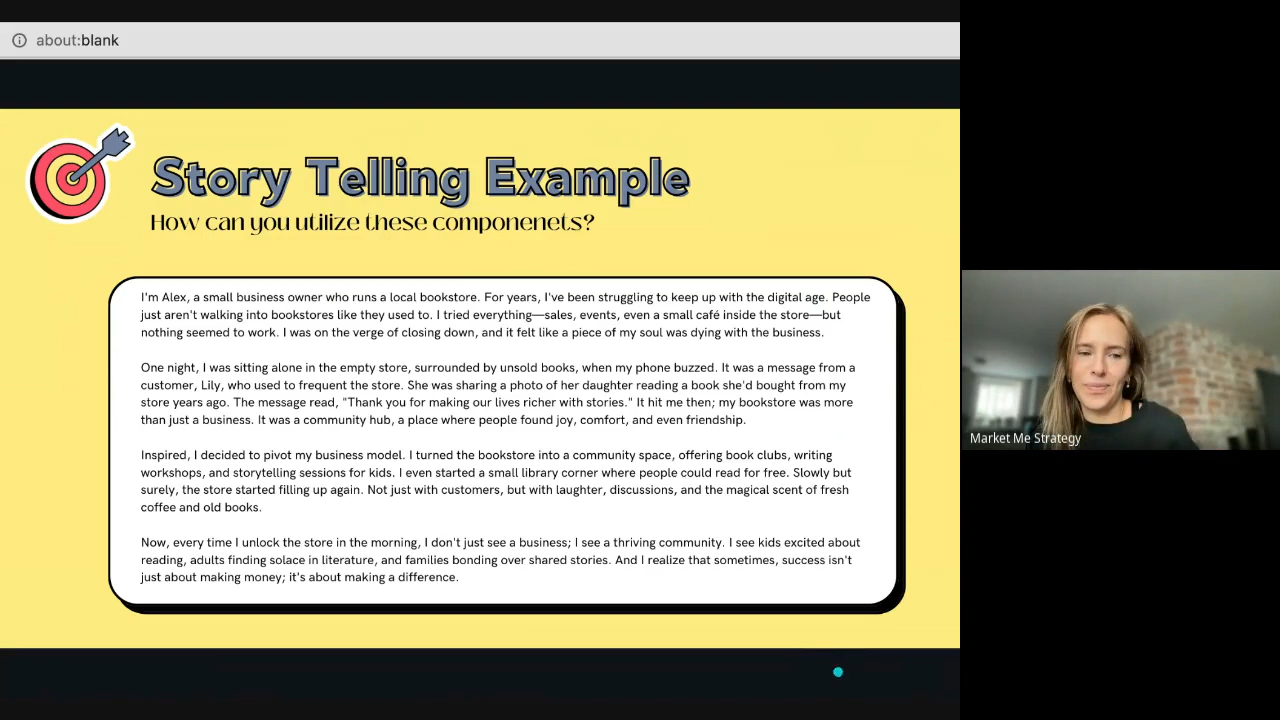 about:blank
Story Telling Example
How can you utilize these componenets?
I'm Alex, a small business owner who runs a local bookstore. For years, I've been struggling to keep up with the digital age. People
just aren't walking into bookstores like they used to. I tried everything—sales, events, even a small café inside the store—but
nothing seemed to work. I was on the verge of closing down, and it felt like a piece of my soul was dying with the business.
One night, I was sitting alone in the empty store, surrounded by unsold books, when my phone buzzed. It was a message from a
customer, Lily, who used to frequent the store. She was sharing a photo of her daughter reading a book she'd bought from my
store years ago. The message read, "Thank you for making our lives richer with stories." It hit me then; my bookstore was more
than just a business. It was a community hub, a place where people found joy, comfort, and even friendship.
Inspired, I decided to pivot my business model. I turned the bookstore into a community space, offering book clubs, writing
workshops, and storytelling sessions for kids. I even started a small library corner where people could read for free. Slowly but
surely, the store started filling up again. Not just with customers, but with laughter, discussions, and the magical scent of fresh
coffee and old books.
Now, every time I unlock the store in the morning, I don't just see a business; I see a thriving community. I see kids excited about
reading, adults finding solace in literature, and families bonding over shared stories. And I realize that sometimes, success isn't
just about making money; it's about making a difference.
Market Me Strategy